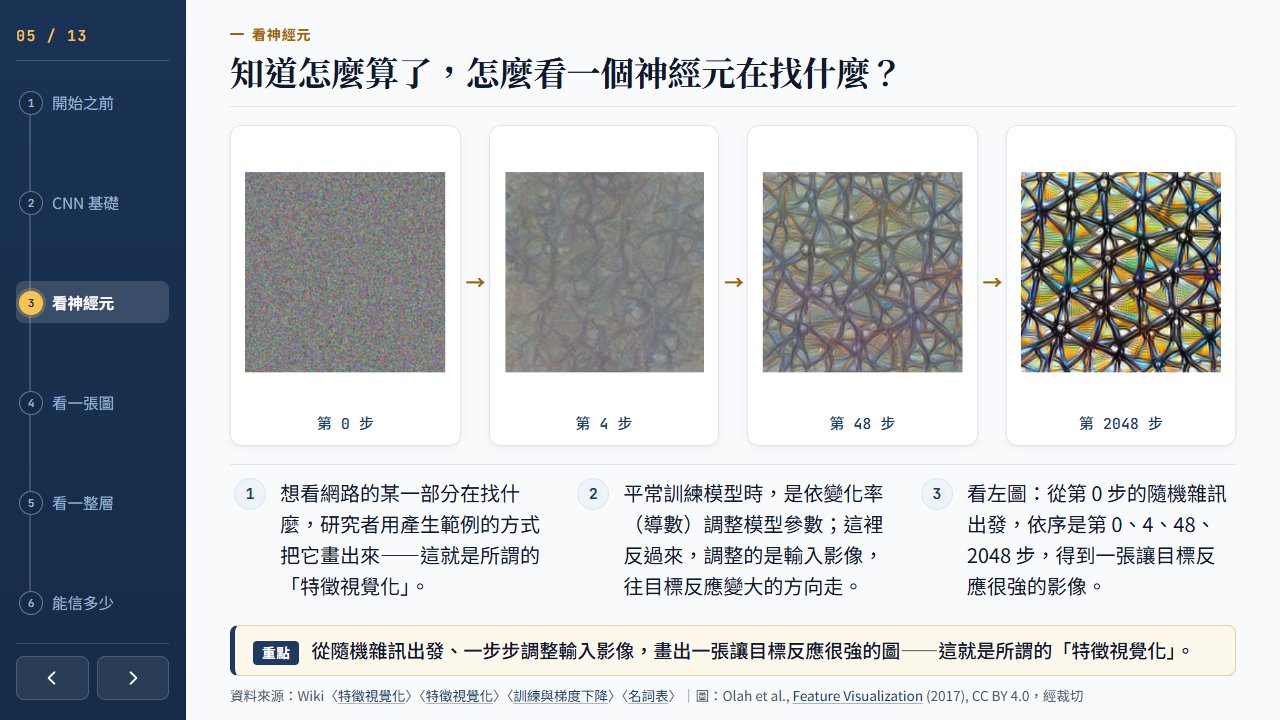 05 / 13
1 開始之前
2 CNN 基礎
3 看神經元
4 看一張圖
5 看一整層
6 能信多少
看神經元
知道怎麼算了，怎麼看一個神經元在找什麼？
→ → →
第 0 步
第 4 步
第 48 步
第 2048 步
1 想看網路的某一部分在找什
麼，研究者用產生範例的方式
把它畫出來——這就是所謂的
「特徵視覺化」。
2 平常訓練模型時，是依變化率
（導數）調整模型參數；這裡
反過來，調整的是輸入影像，
往目標反應變大的方向走。
3 看左圖：從第 0 步的隨機雜訊
出發，依序是第 0、4、48、
2048 步，得到一張讓目標反
應很強的影像。
重點 從隨機雜訊出發、一步步調整輸入影像，畫出一張讓目標反應很強的圖——這就是所謂的「特徵視覺化」。
資料來源：Wiki〈特徵視覺化〉〈特徵視覺化〉〈訓練與梯度下降〉〈名詞表〉｜圖：Olah et al., Feature Visualization (2017), CC BY 4.0，經裁切